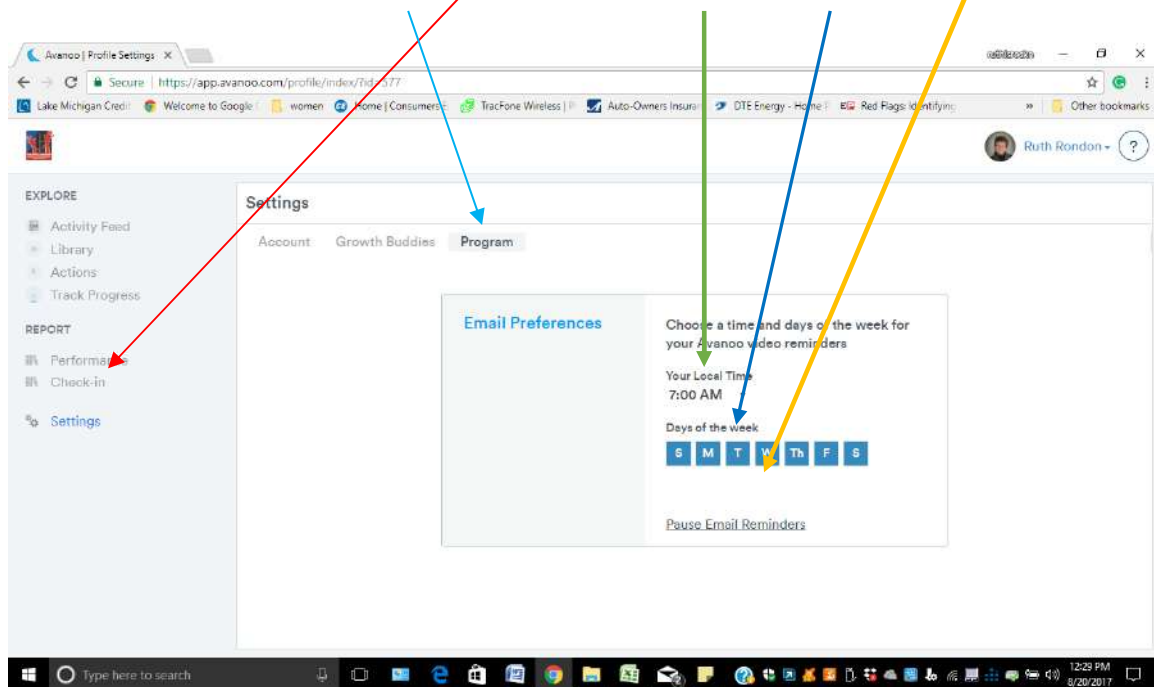 Avanoo | Profile Settings
Secure | https://app.avanoo.com/profile/index/?id=577
Lake Michigan Credi Welcome to Google women Home | Consumers TracFone Wireless | Auto-Owners Insuran DTE Energy - Home Red Flags: Identifying » Other bookmarks
Ruth Rondon ?
EXPLORE
Activity Feed
Library
Actions
Track Progress
REPORT
Performance
Check-in
Settings
Settings
Account Growth Buddies Program
Email Preferences
Choose a time and days of the week for
your Avanoo video reminders
Your Local Time
7:00 AM
Days of the week
S M T W Th F S
Pause Email Reminders
Type here to search
12:29 PM
8/20/2017